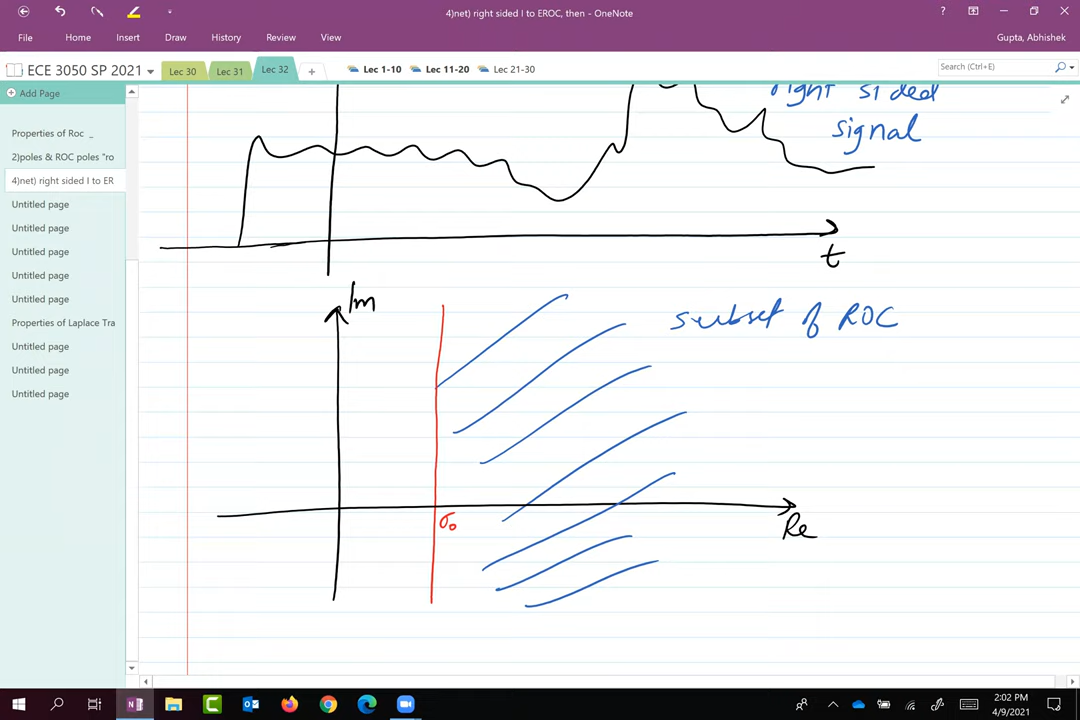 4)net) right sided I to EROC, then - OneNote
File Home Insert Draw History Review View
Gupta, Abhishek
ECE 3050 SP 2021
Lec 30
Lec 31
Lec 32
Lec 1-10
Lec 11-20
Lec 21-30
Search (Ctrl+E)
Add Page
Properties of Roc _
2)poles & ROC poles "ro
4)net) right sided I to ER
Untitled page
Untitled page
Untitled page
Untitled page
Untitled page
Properties of Laplace Tra
Untitled page
Untitled page
Untitled page
right sided
signal
t
Im
subset of ROC
σ₀
Re
2:02 PM
4/9/2021